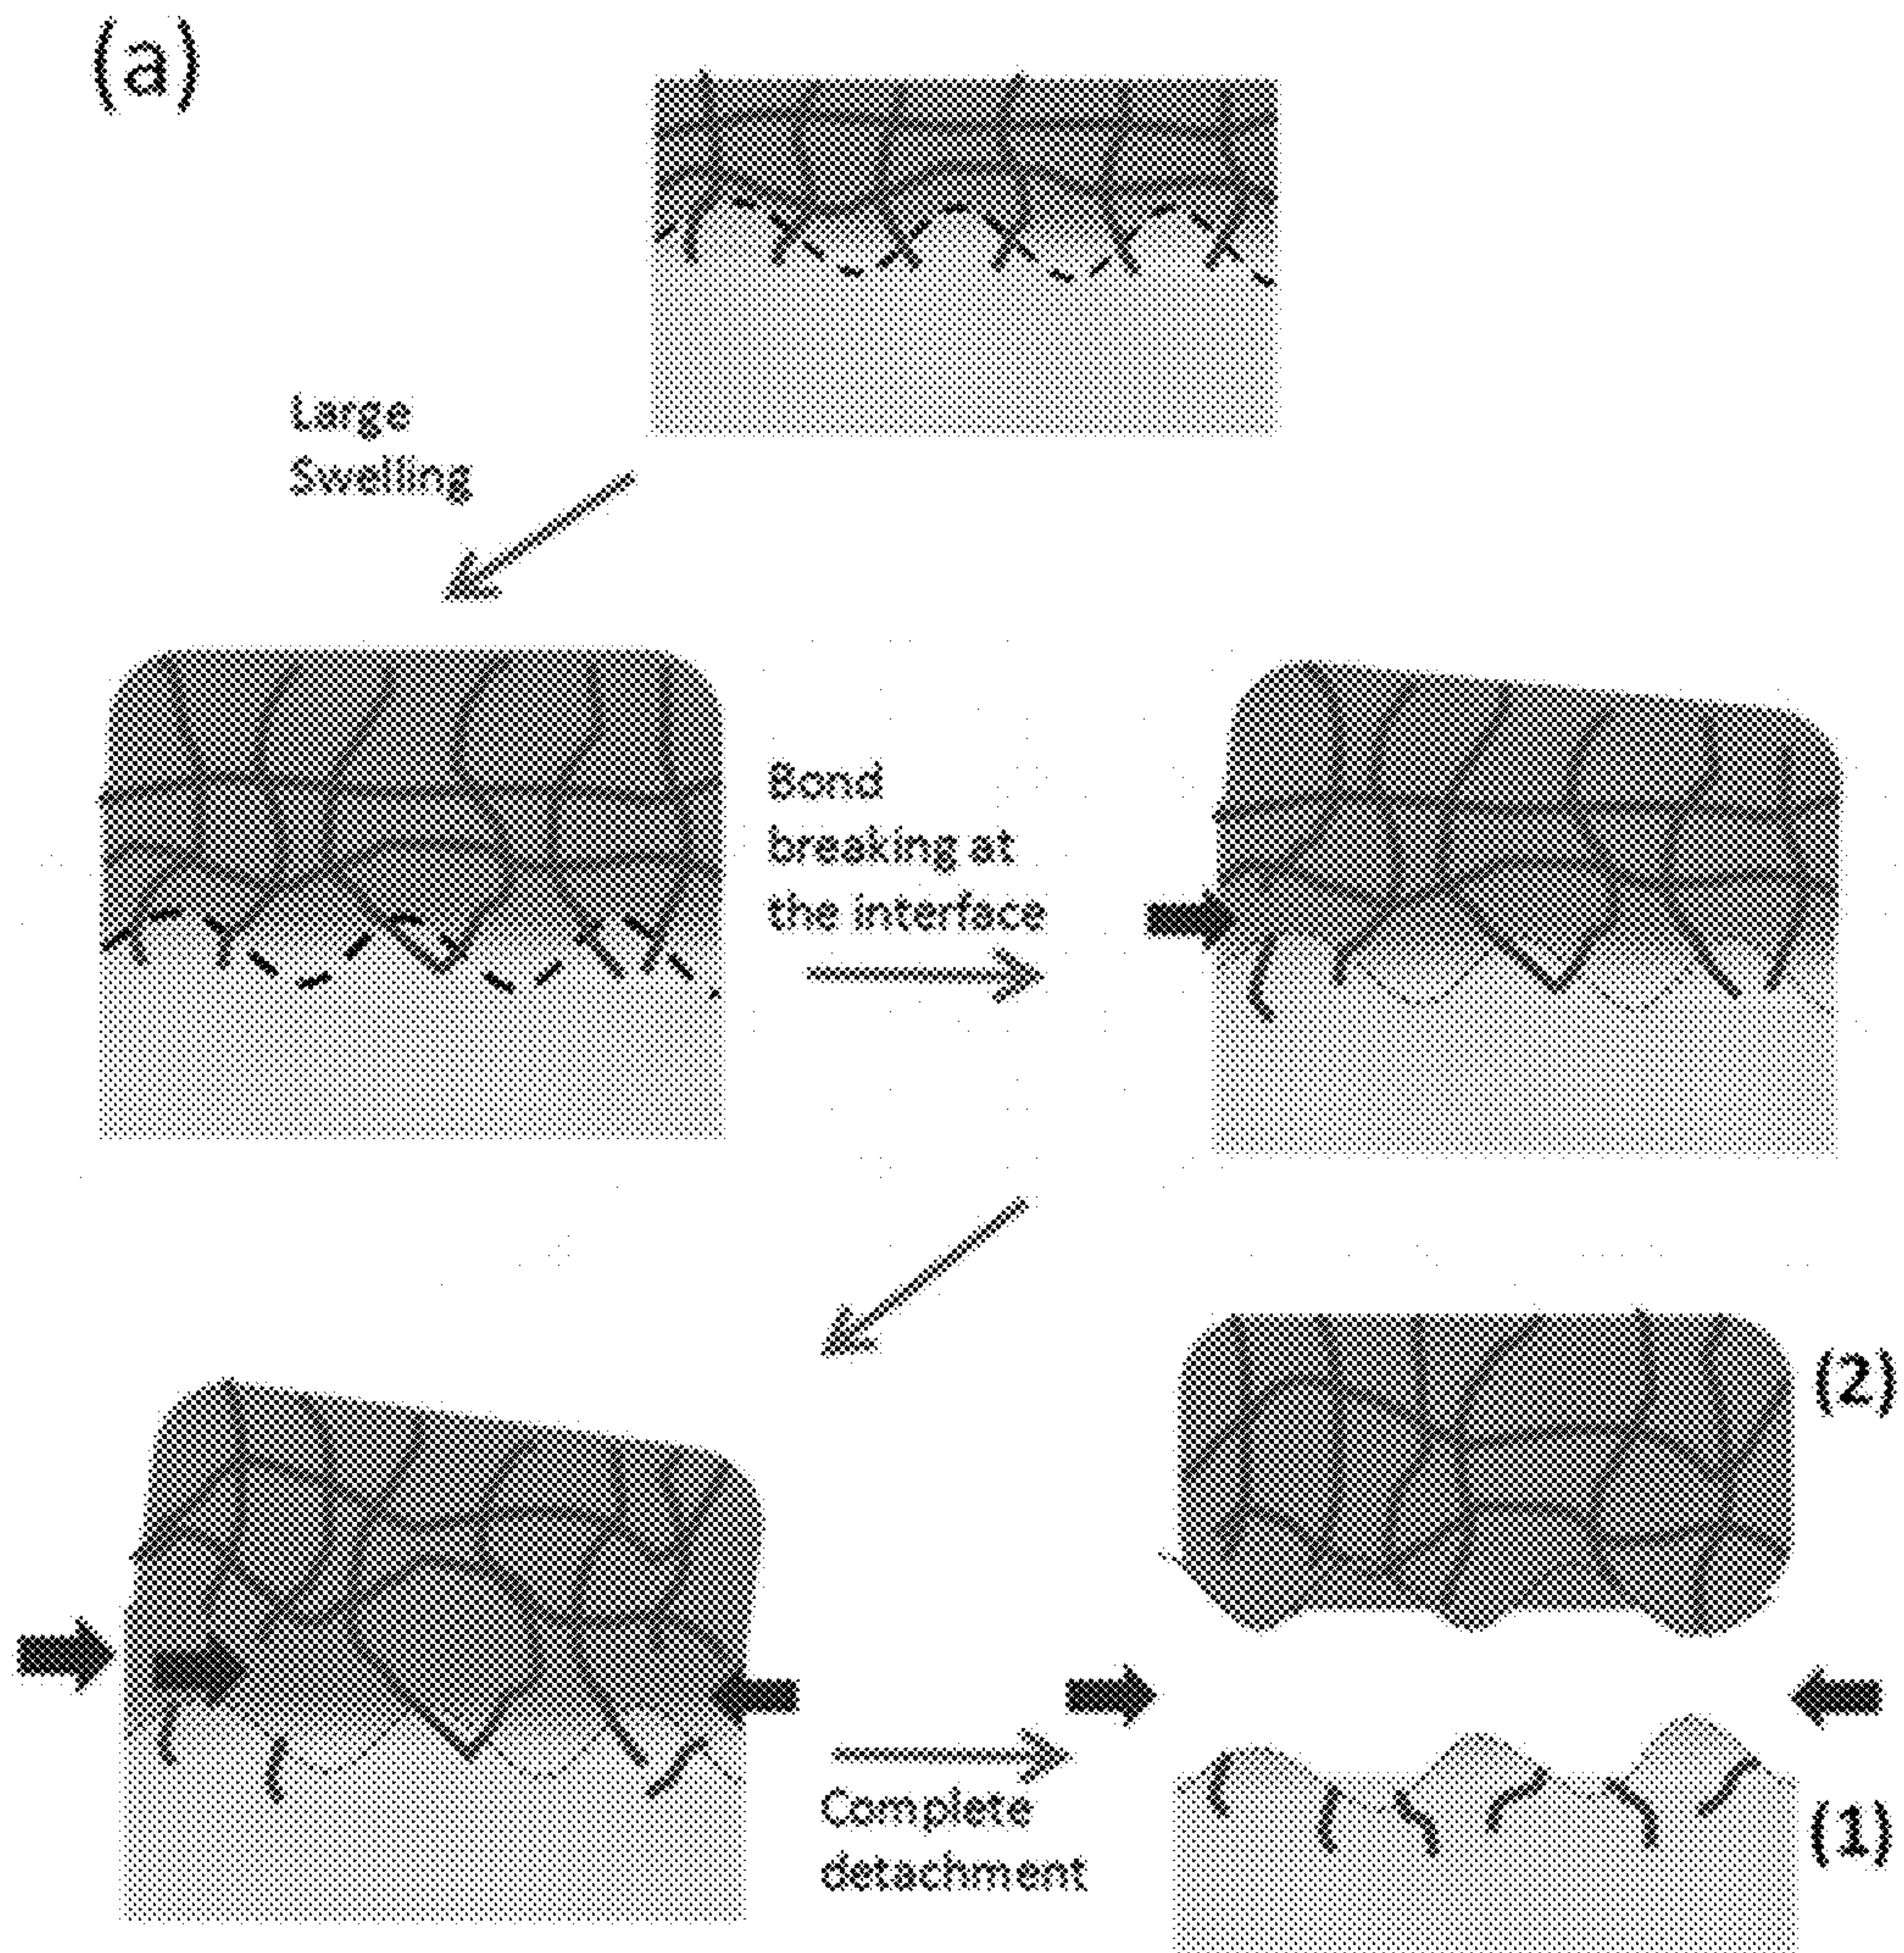 (a)
Large
Swelling
Bond
breaking at
the interface
(2)
Complete
detachment
(1)